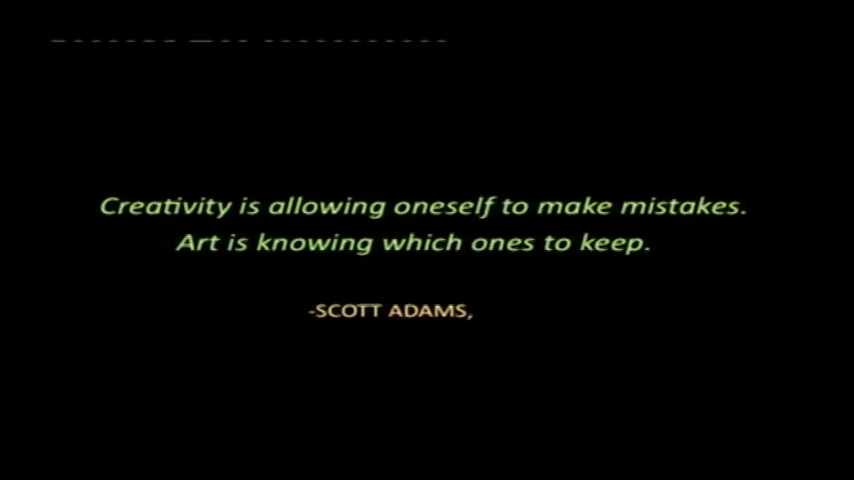 Creativity is allowing oneself to make mistakes.
Art is knowing which ones to keep.
-SCOTT ADAMS,